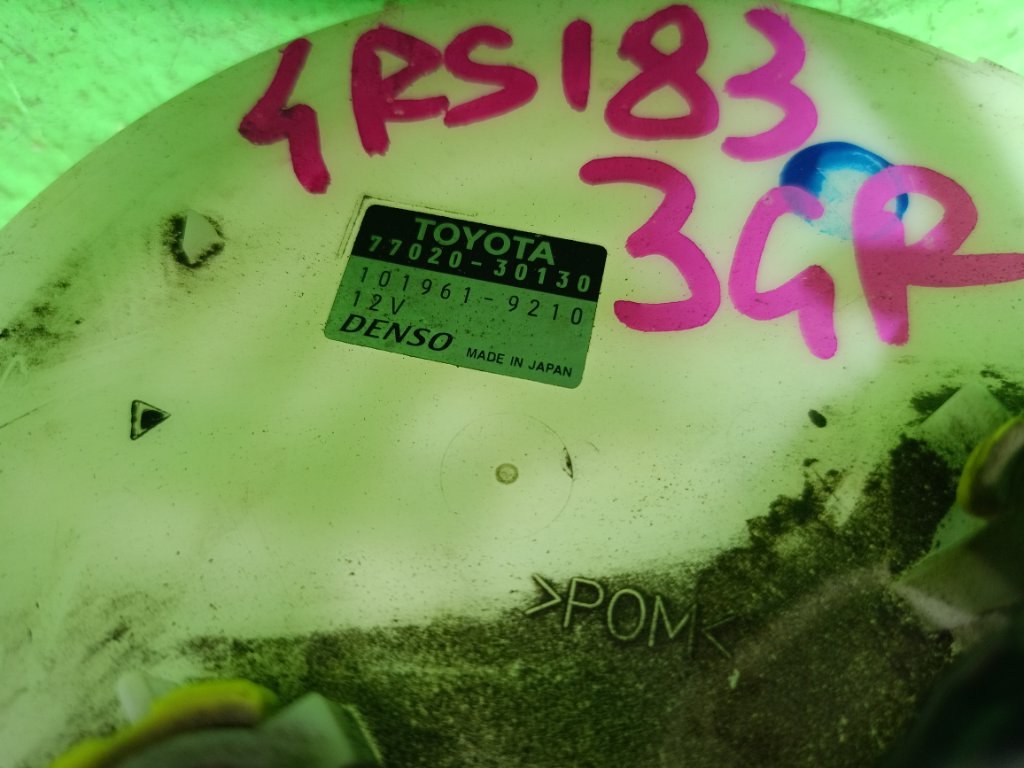 GRS183
3GR
TOYOTA
77020-30130
101961-9210
12V
DENSO MADE IN JAPAN
>POM<